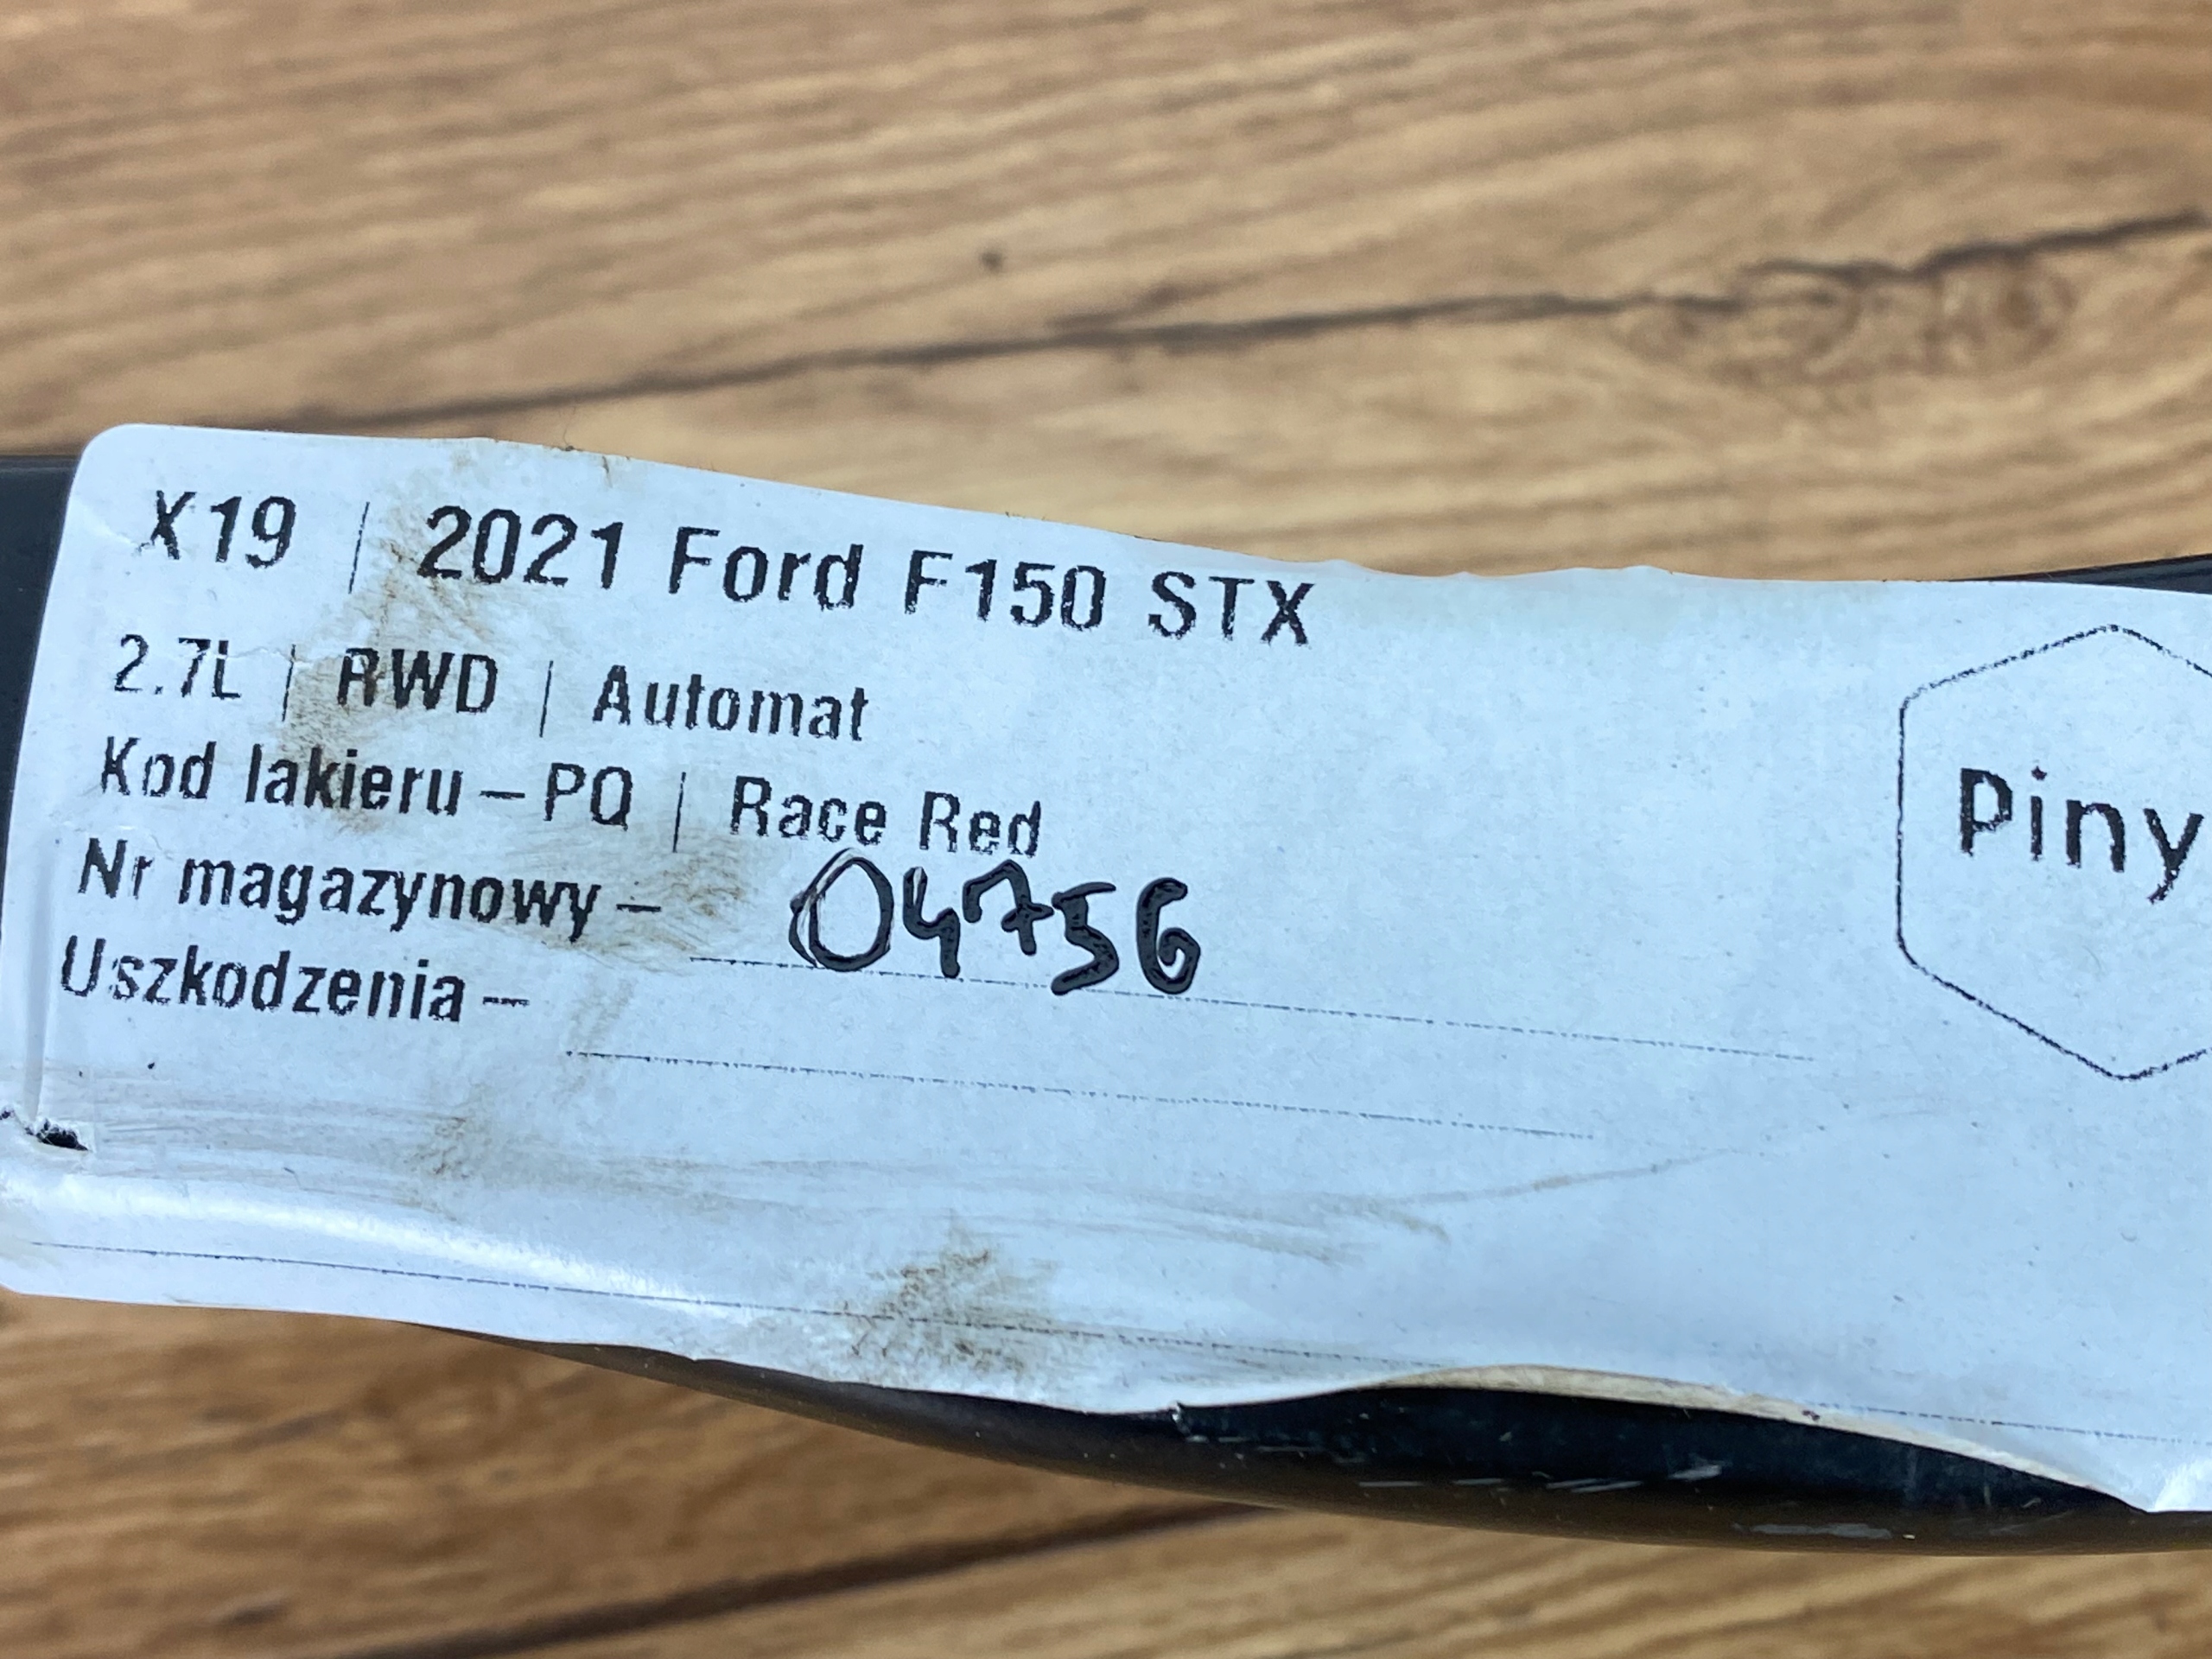 X19 | 2021 Ford F150 STX
2.7L | RWD | Automat
Kod lakieru – PQ | Race Red
Nr magazynowy – 04756
Uszkodzenia –
Piny